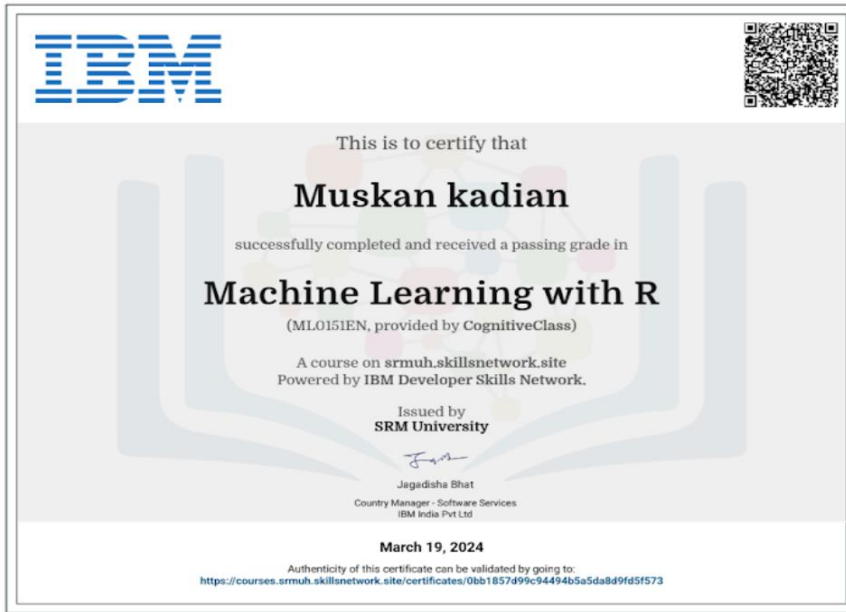 IBM
This is to certify that
Muskan kadian
successfully completed and received a passing grade in
Machine Learning with R
(ML0151EN, provided by CognitiveClass)
A course on srmuh.skillsnetwork.site
Powered by IBM Developer Skills Network.
Issued by
SRM University
Jagadisha Bhat
Country Manager - Software Services
IBM India Pvt Ltd
March 19, 2024
Authenticity of this certificate can be validated by going to:
https://courses.srmuh.skillsnetwork.site/certificates/0bb1857d99c94494b5a5da8d9fd5f573